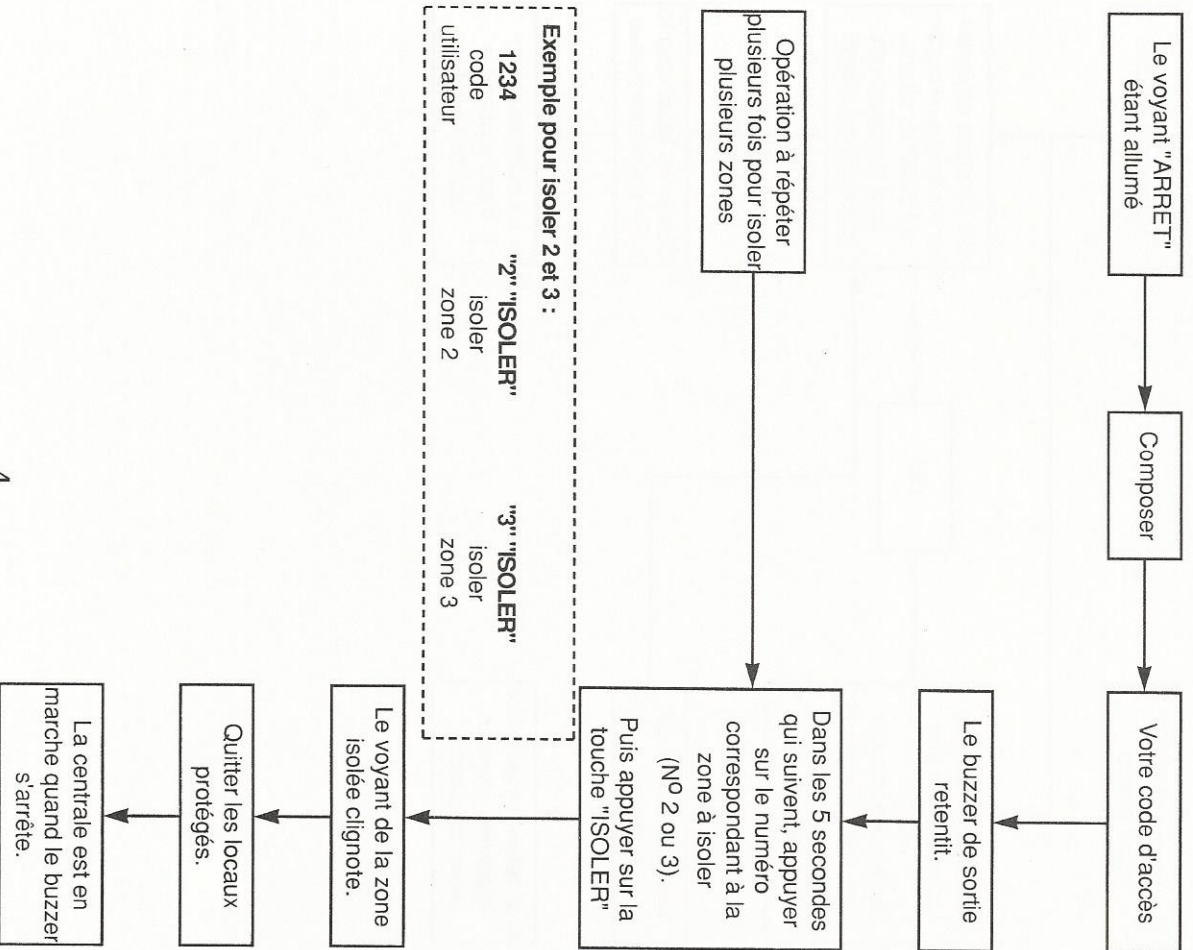 Le voyant "ARRET"
étant allumé
Composer
Votre code d'accès
Le buzzer de sortie
retentit.
Opération à répéter
plusieurs fois pour isoler
plusieurs zones
Dans les 5 secondes
qui suivent, appuyer
sur le numéro
correspondant à la
zone à isoler
(Nº 2 ou 3).
Puis appuyer sur la
touche "ISOLER"
Exemple pour isoler 2 et 3 :
1234 "2" "ISOLER" "3" "ISOLER"
code isoler isoler
utilisateur zone 2 zone 3
Le voyant de la zone
isolée clignote.
Quitter les locaux
protégés.
La centrale est en
marche quand le buzzer
s'arrête.